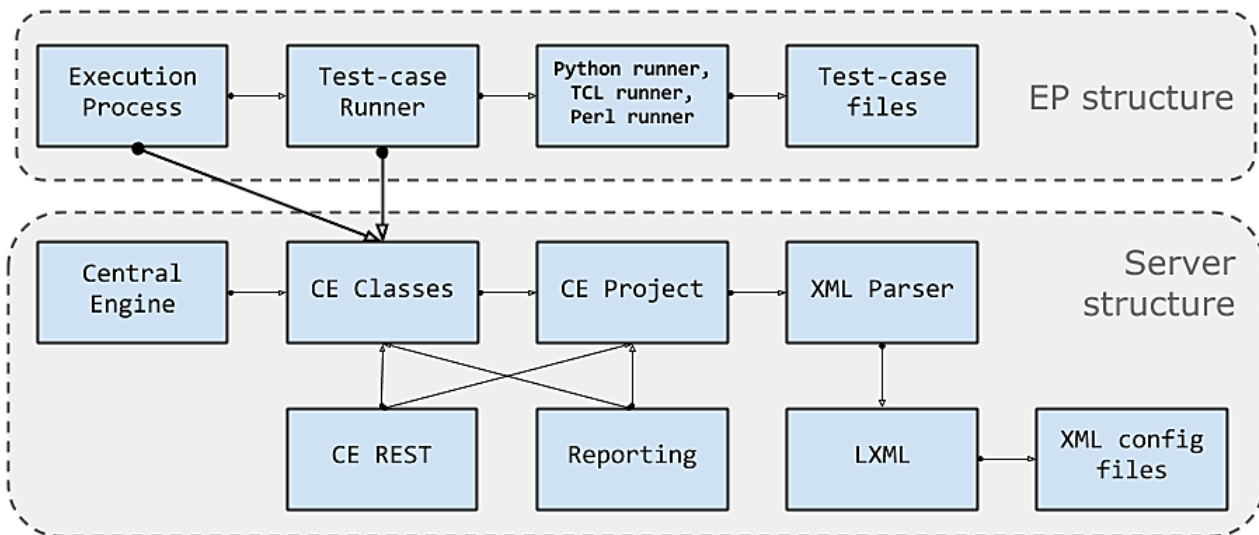 Execution
Process
Test-case
Runner
Python runner,
TCL runner,
Perl runner
Test-case
files
EP structure
Central
Engine
CE Classes
CE Project
XML Parser
Server
structure
CE REST
Reporting
LXML
XML config
files